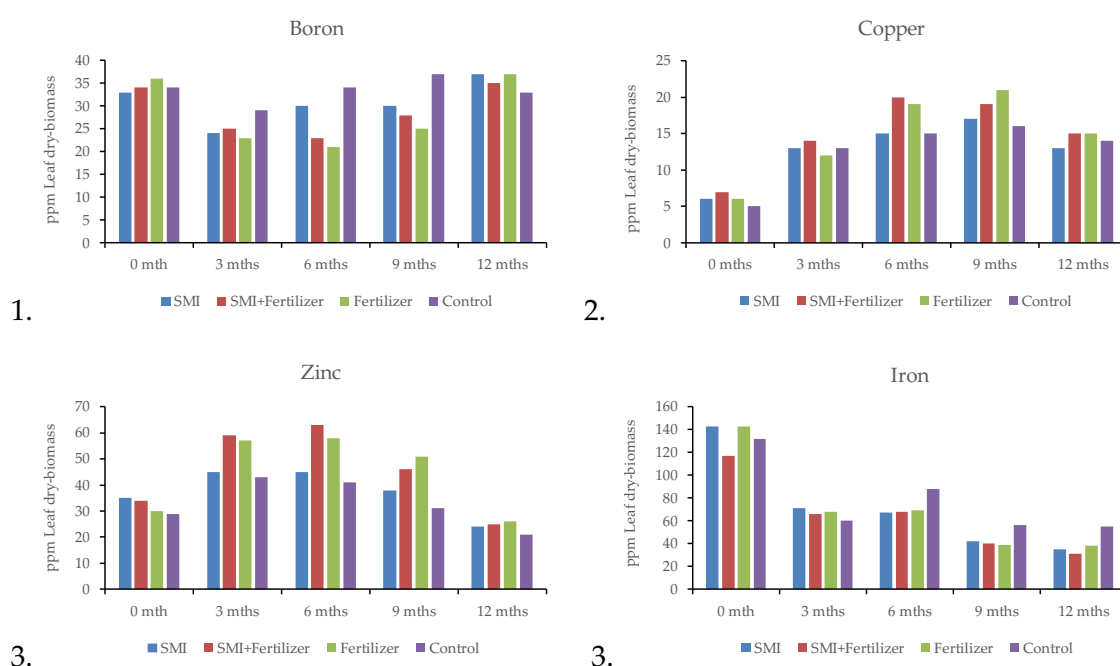 Boron
ppm Leaf dry-biomass
40
35
30
25
20
15
10
5
0
0 mth 3 mths 6 mths 9 mths 12 mths
SMI SMI+Fertilizer Fertilizer Control
1.
Copper
ppm Leaf dry-biomass
25
20
15
10
5
0
0 mths 3 mths 6 mths 9 mths 12 mths
SMI SMI+Fertilizer Fertilizer Control
2.
Zinc
ppm Leaf dry-biomass
70
60
50
40
30
20
10
0
0 mth 3 mths 6 mths 9 mths 12 mths
SMI SMI+Fertilizer Fertilizer Control
3.
Iron
ppm Leaf dry-biomass
160
140
120
100
80
60
40
20
0
0 mth 3 mths 6 mths 9 mths 12 mths
SMI SMI+Fertilizer Fertilizer Control
3.